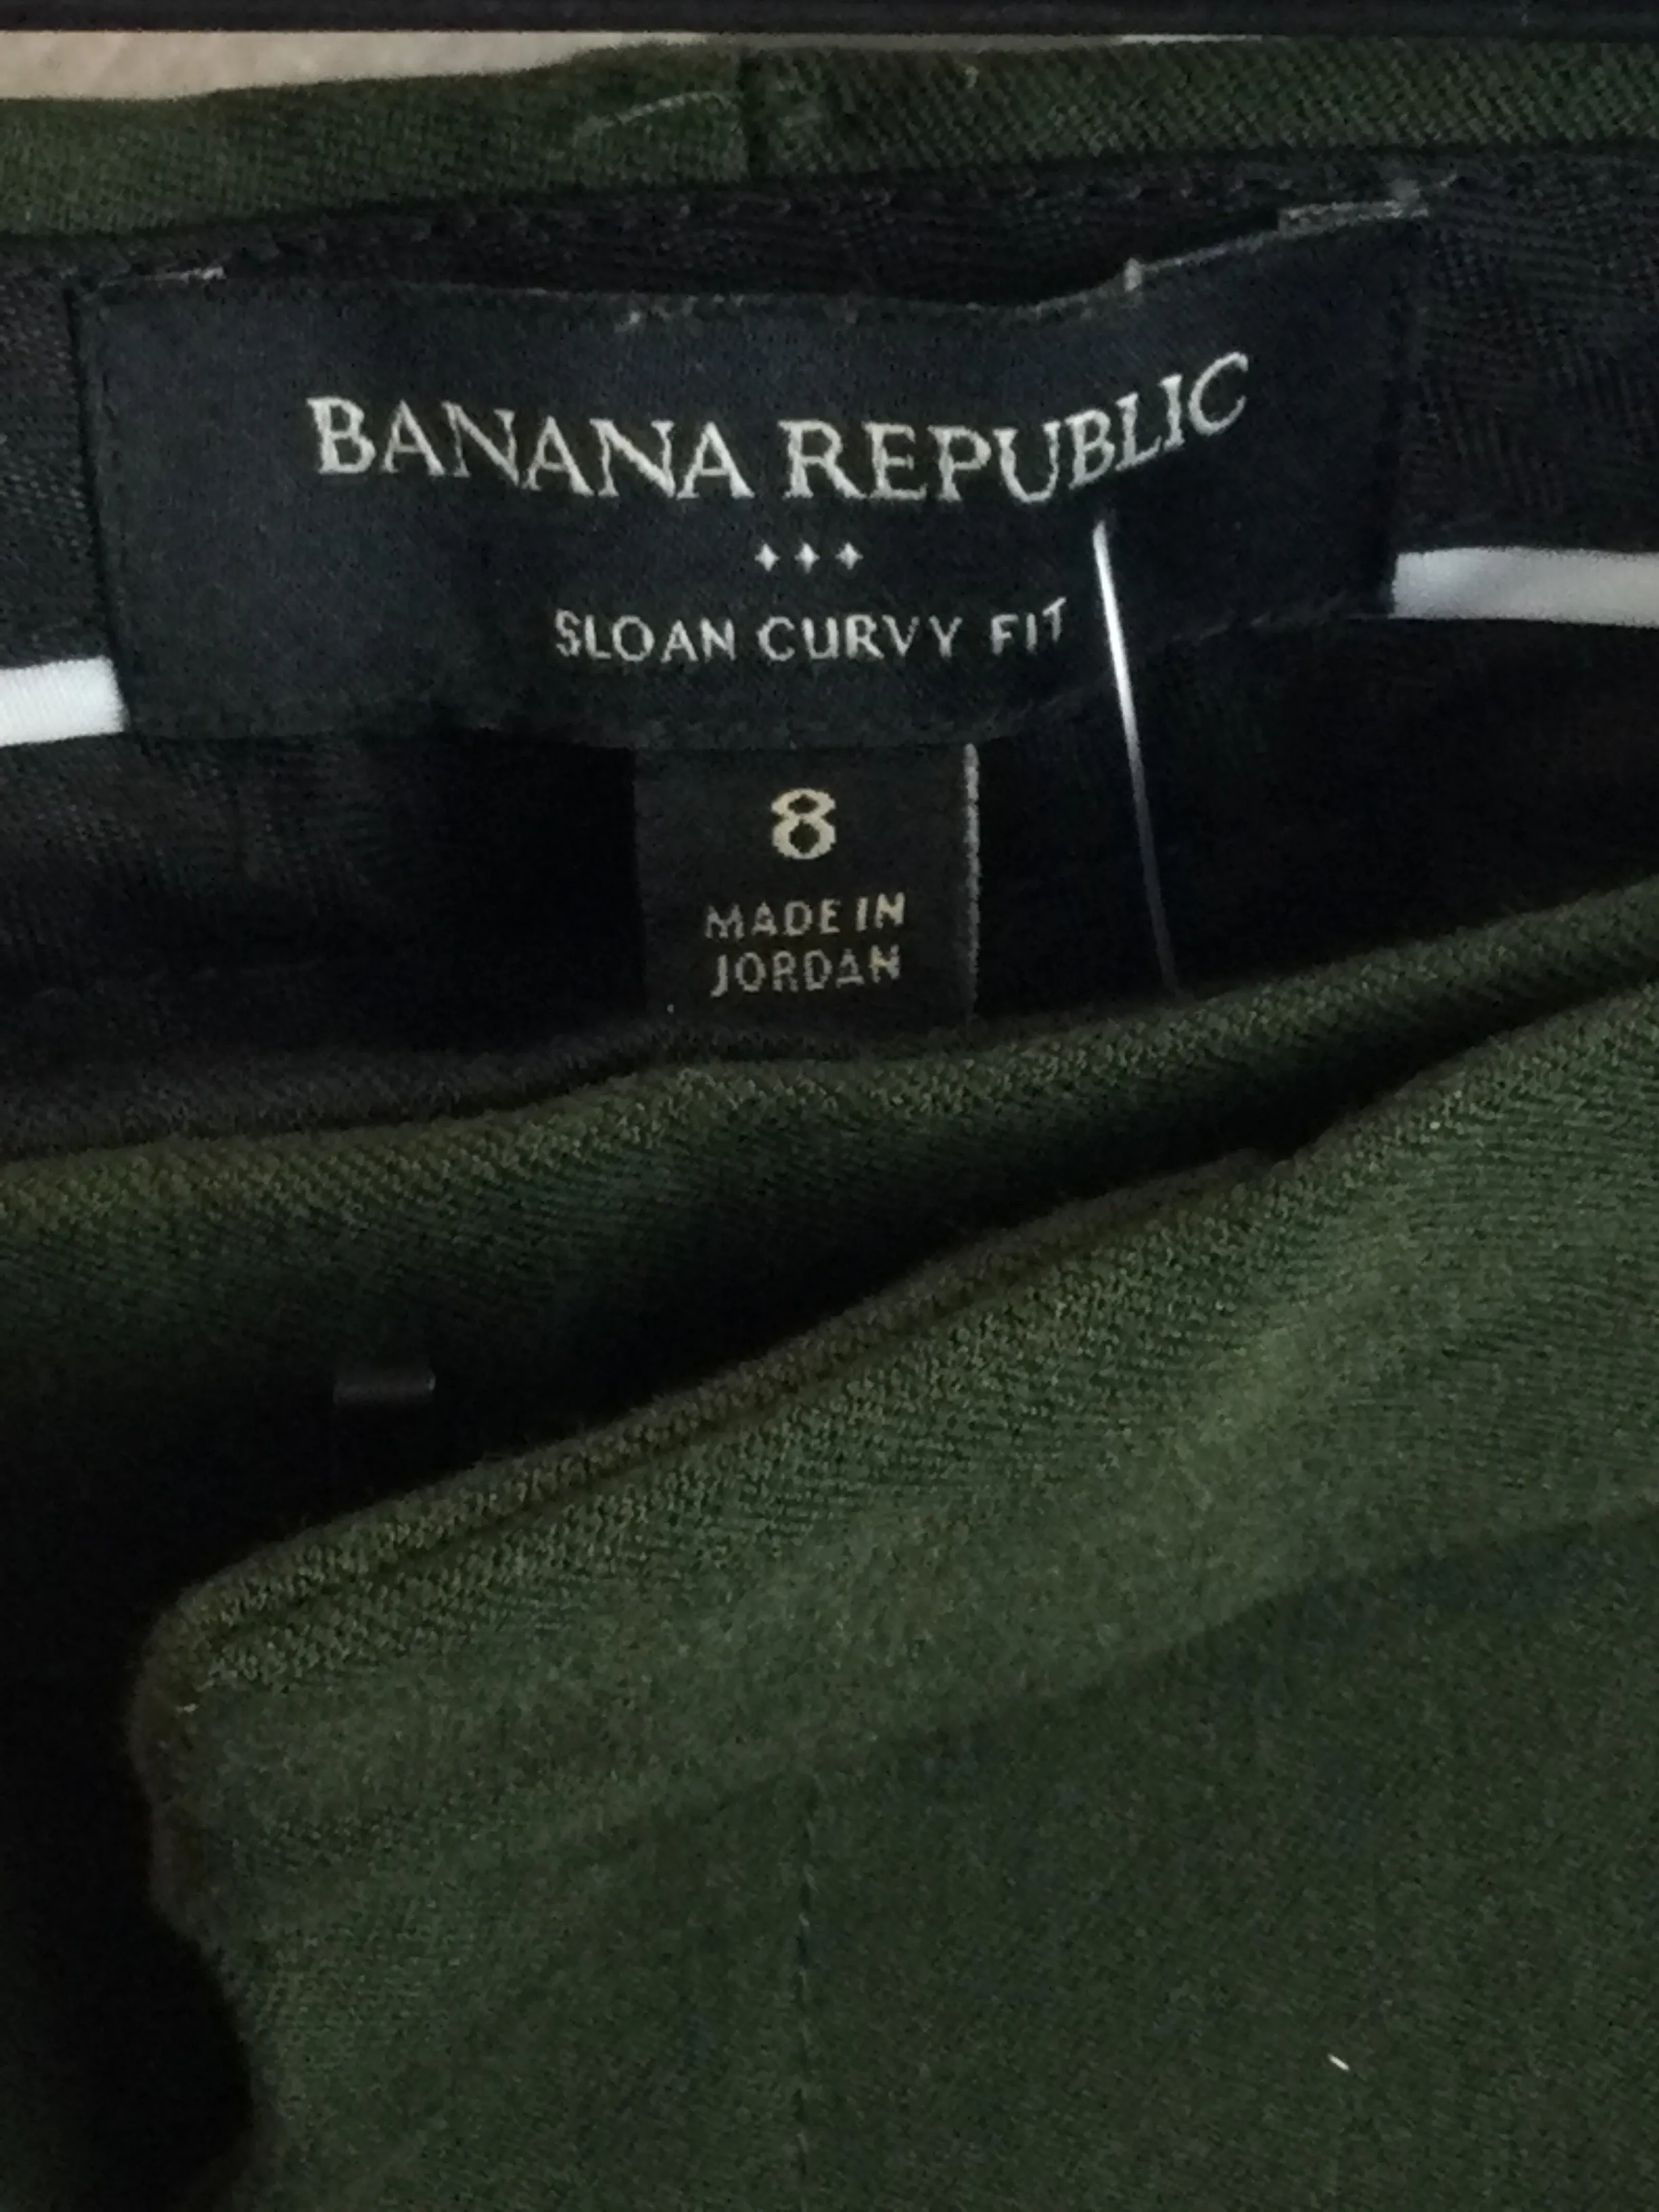 BANANA REPUBLIC
SLOAN CURVY FIT
8
MADE IN
JORDAN